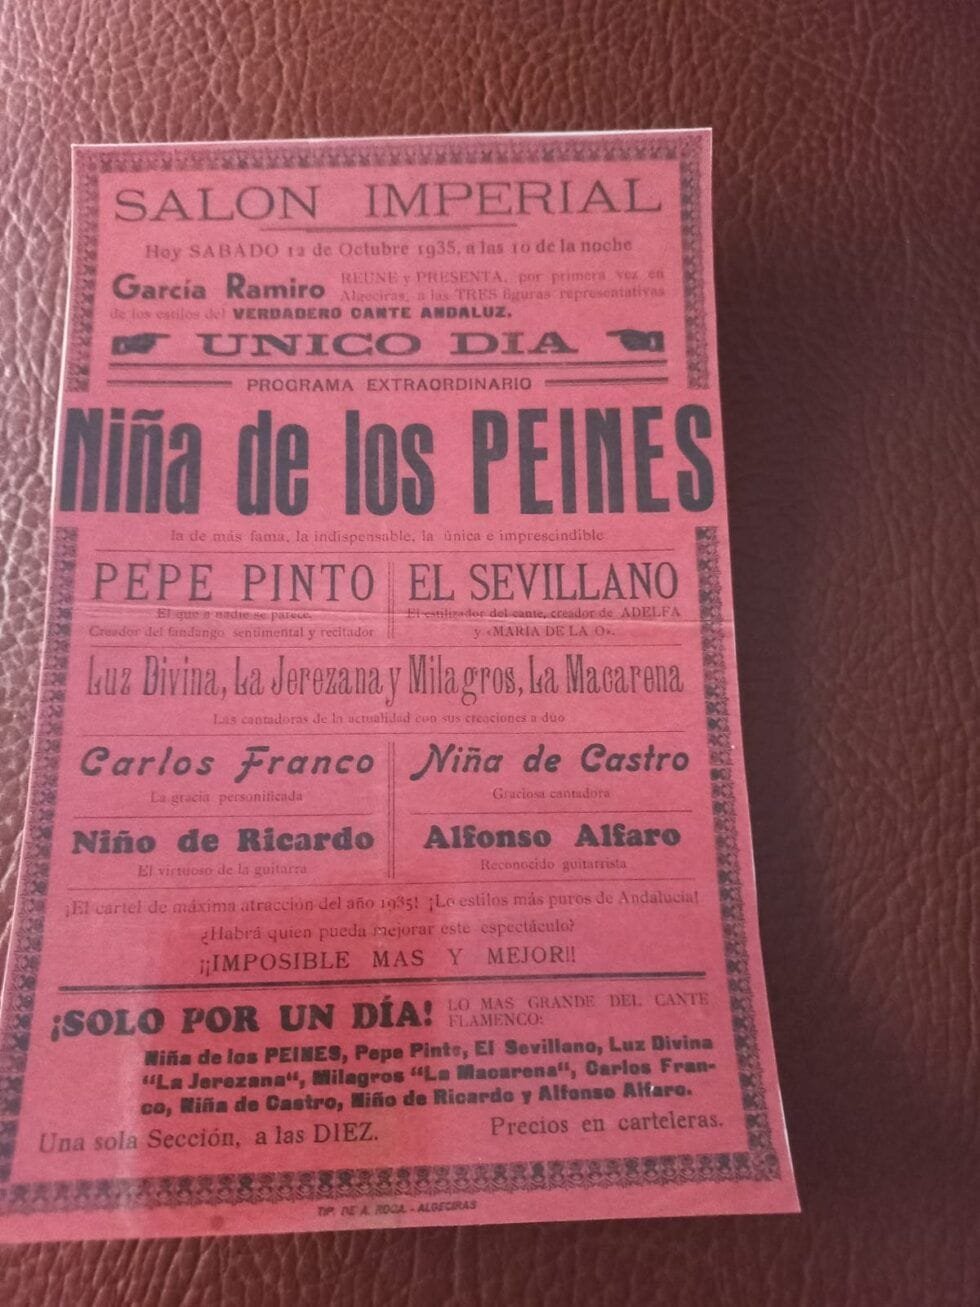 SALON IMPERIAL
Hoy SABADO 12 de Octubre 1935, a las 10 de la noche
García Ramiro REUNE y PRESENTA, por primera vez en
Algeciras, a las TRES figuras representativas
de los estilos del VERDADERO CANTE ANDALUZ.
UNICO DIA
PROGRAMA EXTRAORDINARIO
Niña de los PEINES
la de más fama, la indispensable, la única e imprescindible
PEPE PINTO
El que a nadie se parece.
Creador del fandango sentimental y recitador
EL SEVILLANO
El estilizador del cante, creador de ADELFA
y «MARIA DE LA O».
Luz Divina, La Jerezana y Milagros, La Macarena
Las cantadoras de la actualidad con sus creaciones a duo
Carlos Franco
La gracia personificada
Niña de Castro
Graciosa cantadora
Niño de Ricardo
El virtuoso de la guitarra
Alfonso Alfaro
Reconocido guitarrista
¡El cartel de máxima atracción del año 1935! ¡Lo estilos más puros de Andalucia!
¿Habrá quien pueda mejorar este espectáculo?
¡¡IMPOSIBLE MAS Y MEJOR!!
¡SOLO POR UN DÍA! LO MAS GRANDE DEL CANTE
FLAMENCO:
Niña de los PEINES, Pepe Pinto, El Sevillano, Luz Divina
"La Jerezana", Milagros "La Macarena", Carlos Fran-
co, Niña de Castro, Niño de Ricardo y Alfonso Alfaro.
Una sola Sección, a las DIEZ.
Precios en carteleras.
TIP. DE A. ROCA. - ALGECIRAS